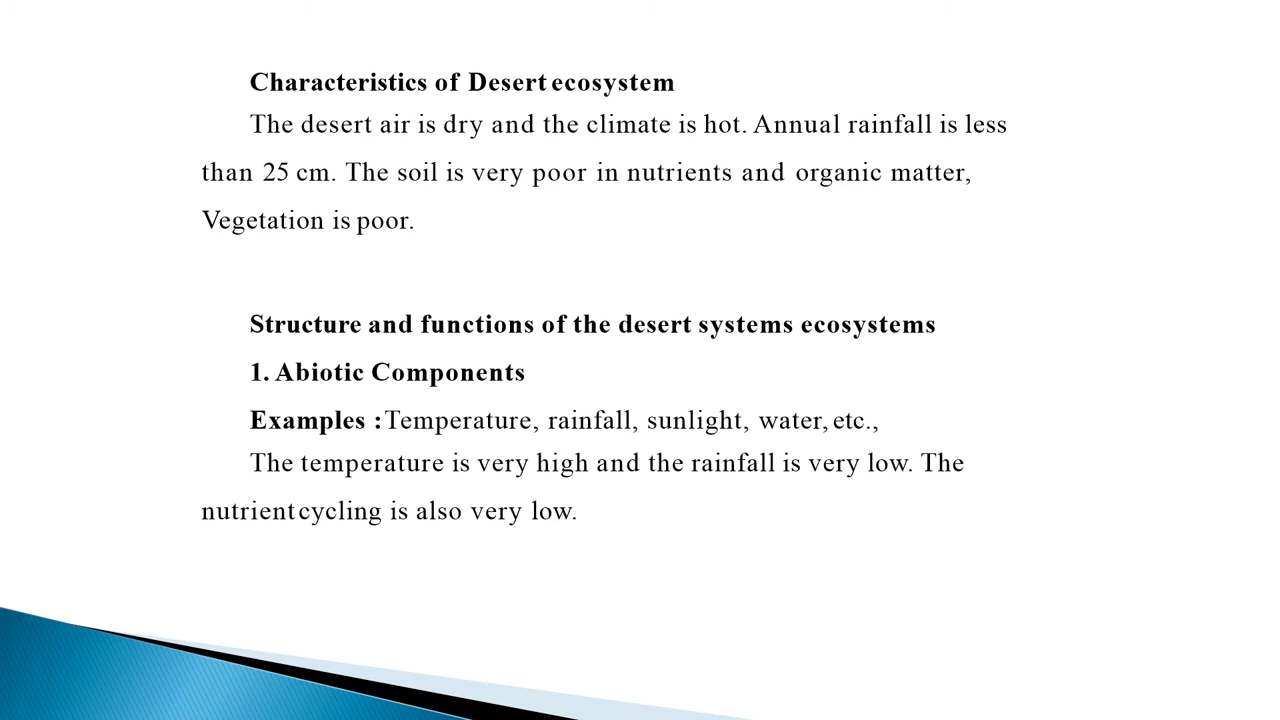 Characteristics of Desert ecosystem
The desert air is dry and the climate is hot. Annual rainfall is less
than 25 cm. The soil is very poor in nutrients and organic matter,
Vegetation is poor.
Structure and functions of the desert systems ecosystems
1. Abiotic Components
Examples : Temperature, rainfall, sunlight, water, etc.,
The temperature is very high and the rainfall is very low. The
nutrient cycling is also very low.